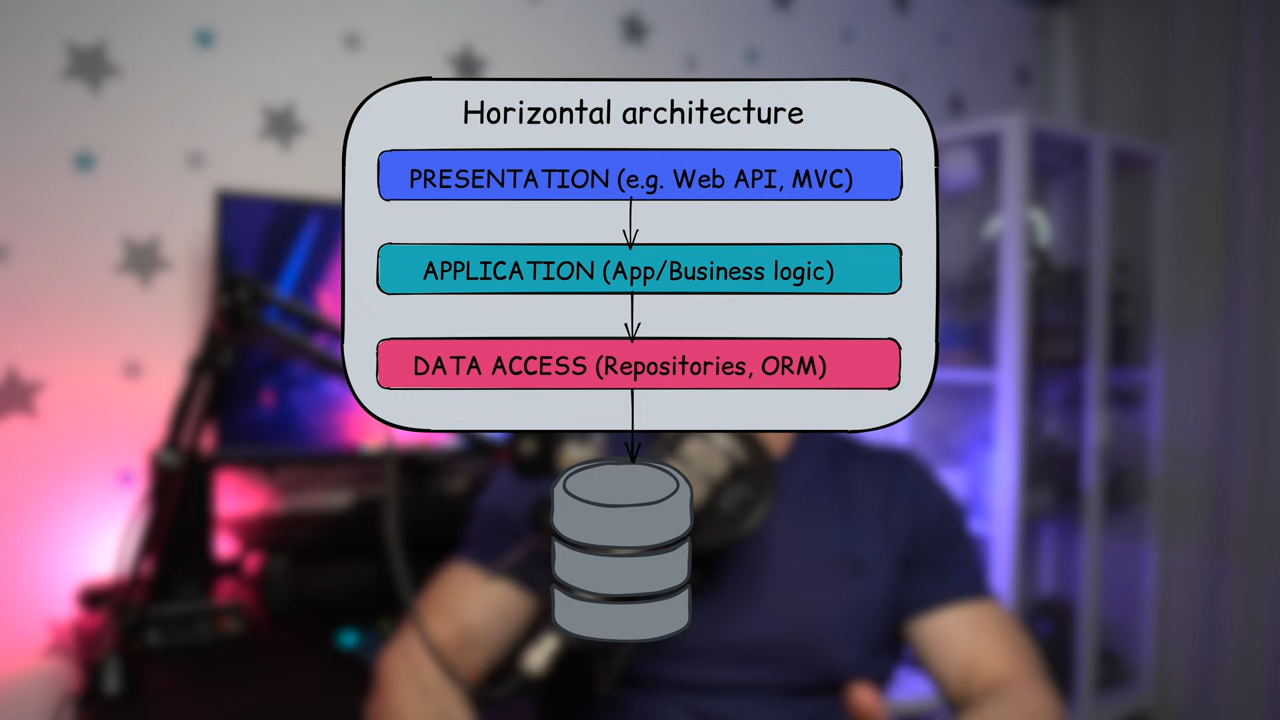 Horizontal architecture
PRESENTATION (e.g. Web API, MVC)
APPLICATION (App/Business logic)
DATA ACCESS (Repositories, ORM)